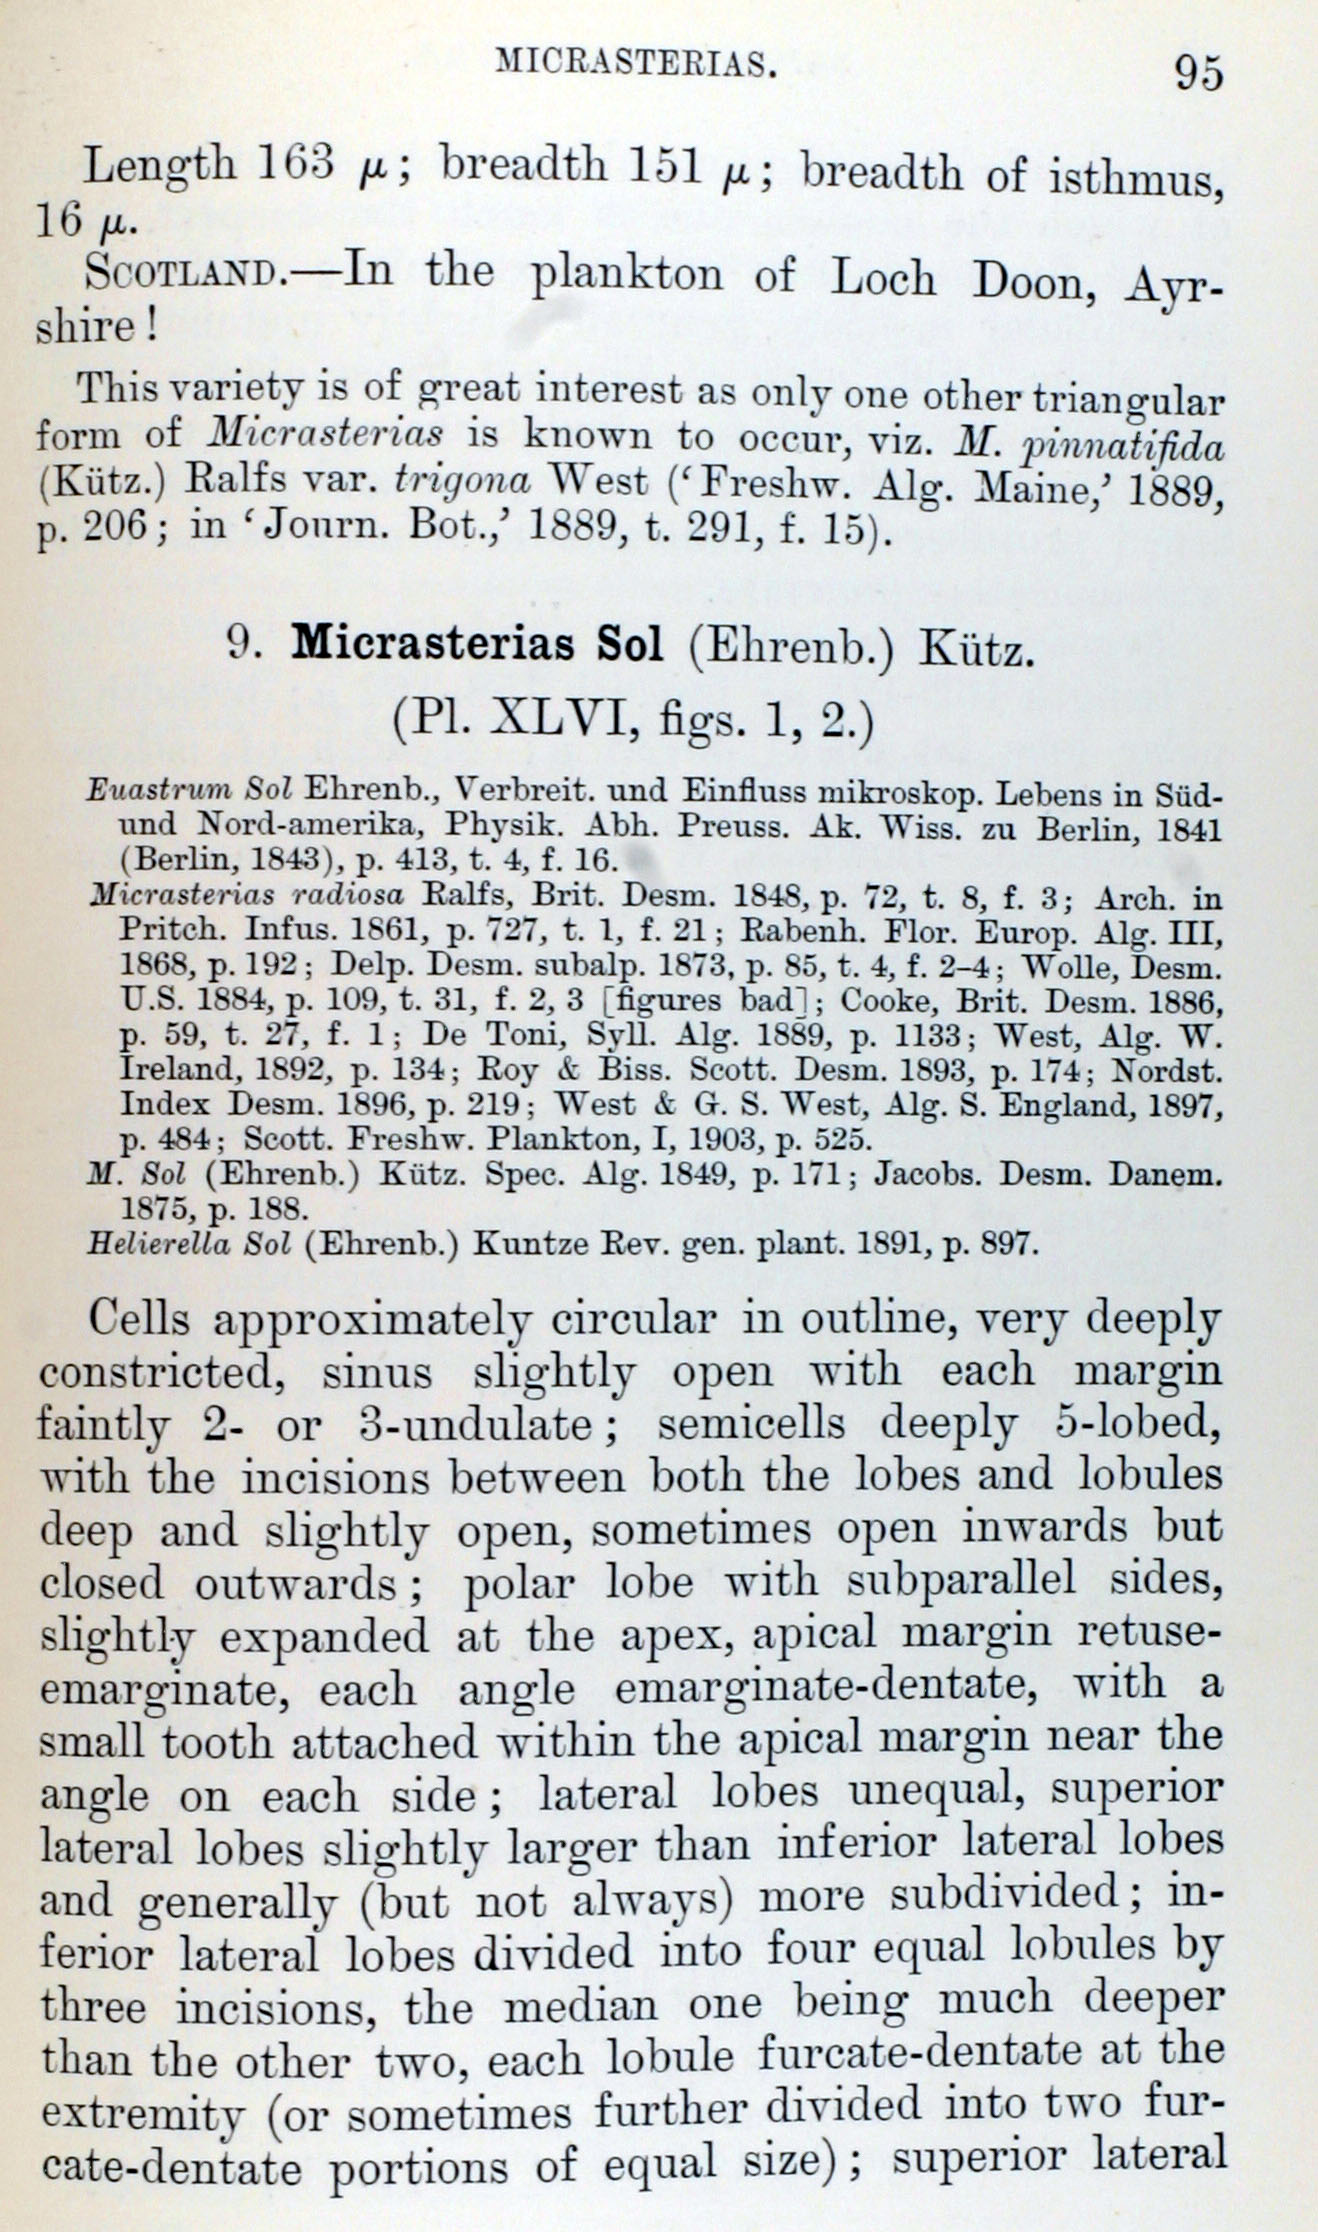 MICRASTERIAS.
95
Length 163 μ; breadth 151 μ; breadth of isthmus,
16 μ.
SCOTLAND.—In the plankton of Loch Doon, Ayr-
shire!
This variety is of great interest as only one other triangular
form of Micrasterias is known to occur, viz. M. pinnatifida
(Kütz.) Ralfs var. trigona West (‘Freshw. Alg. Maine,’ 1889,
p. 206; in ‘Journ. Bot.,’ 1889, t. 291, f. 15).
9. Micrasterias Sol (Ehrenb.) Kütz.
(Pl. XLVI, figs. 1, 2.)
Euastrum Sol Ehrenb., Verbreit. und Einfluss mikroskop. Lebens in Süd-
und Nord-amerika, Physik. Abh. Preuss. Ak. Wiss. zu Berlin, 1841
(Berlin, 1843), p. 413, t. 4, f. 16.
Micrasterias radiosa Ralfs, Brit. Desm. 1848, p. 72, t. 8, f. 3; Arch. in
Pritch. Infus. 1861, p. 727, t. 1, f. 21; Rabenh. Flor. Europ. Alg. III,
1868, p. 192; Delp. Desm. subalp. 1873, p. 85, t. 4, f. 2–4; Wolle, Desm.
U.S. 1884, p. 109, t. 31, f. 2, 3 [figures bad]; Cooke, Brit. Desm. 1886,
p. 59, t. 27, f. 1; De Toni, Syll. Alg. 1889, p. 1133; West, Alg. W.
Ireland, 1892, p. 134; Roy & Biss. Scott. Desm. 1893, p. 174; Nordst.
Index Desm. 1896, p. 219; West & G. S. West, Alg. S. England, 1897,
p. 484; Scott. Freshw. Plankton, I, 1903, p. 525.
M. Sol (Ehrenb.) Kütz. Spec. Alg. 1849, p. 171; Jacobs. Desm. Danem.
1875, p. 188.
Helierella Sol (Ehrenb.) Kuntze Rev. gen. plant. 1891, p. 897.
Cells approximately circular in outline, very deeply
constricted, sinus slightly open with each margin
faintly 2- or 3-undulate; semicells deeply 5-lobed,
with the incisions between both the lobes and lobules
deep and slightly open, sometimes open inwards but
closed outwards; polar lobe with subparallel sides,
slightly expanded at the apex, apical margin retuse-
emarginate, each angle emarginate-dentate, with a
small tooth attached within the apical margin near the
angle on each side; lateral lobes unequal, superior
lateral lobes slightly larger than inferior lateral lobes
and generally (but not always) more subdivided; in-
ferior lateral lobes divided into four equal lobules by
three incisions, the median one being much deeper
than the other two, each lobule furcate-dentate at the
extremity (or sometimes further divided into two fur-
cate-dentate portions of equal size); superior lateral